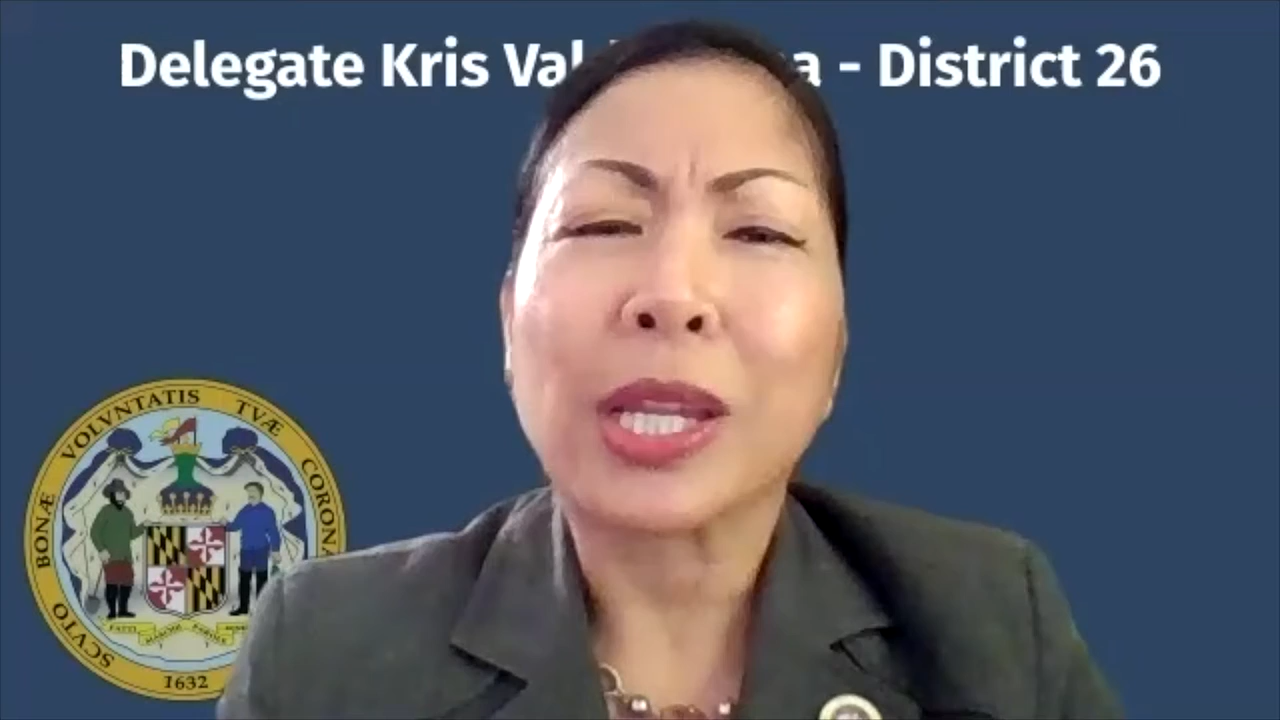 Delegate Kris Val a - District 26
SCVTO BONÆ VOLVNTATIS TVÆ CORONA
1632